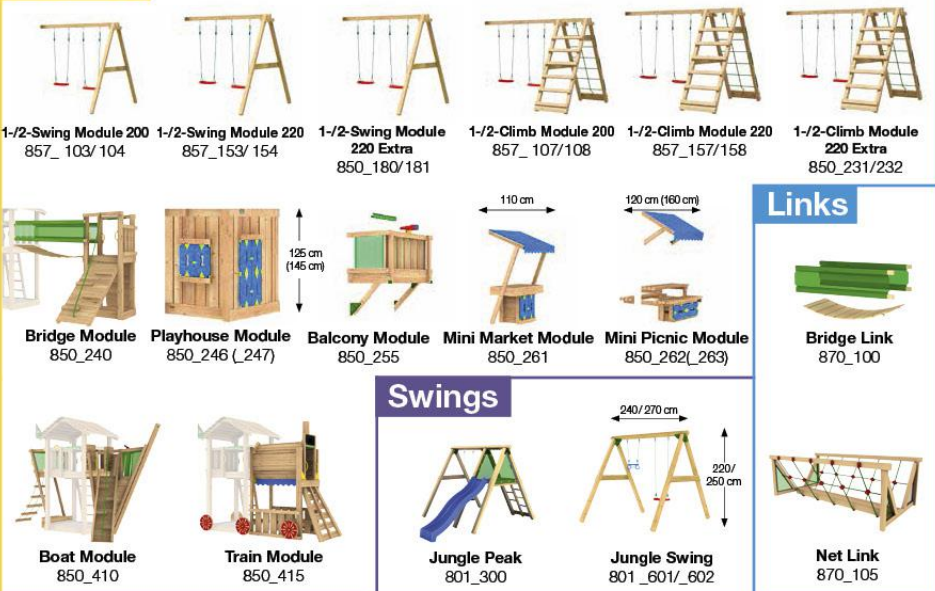 1-/2-Swing Module 200
857_ 103/ 104
1-/2-Swing Module 220
857_153/ 154
1-/2-Swing Module
220 Extra
850_180/181
1-/2-Climb Module 200
857_ 107/108
1-/2-Climb Module 220
857_157/158
1-/2-Climb Module
220 Extra
850_231/232
Bridge Module
850_240
125 cm
(145 cm)
Playhouse Module
850_246 (_247)
Balcony Module
850_255
110 cm
Mini Market Module
850_261
120 cm (160 cm)
Mini Picnic Module
850_262(_263)
Links
Bridge Link
870_100
Boat Module
850_410
Train Module
850_415
Swings
Jungle Peak
801_300
240/ 270 cm
220/
250 cm
Jungle Swing
801 _601/_602
Net Link
870_105